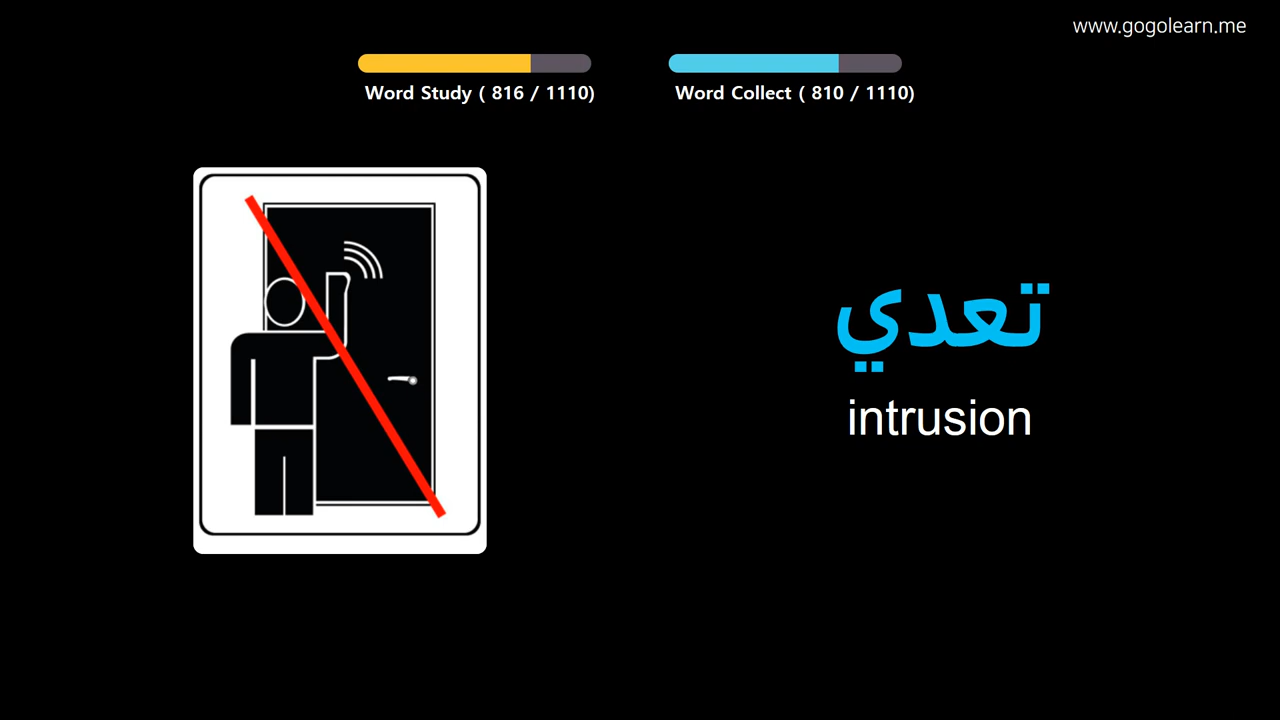 www.gogolearn.me
Word Study ( 816 / 1110)
Word Collect ( 810 / 1110)
تعدي
intrusion